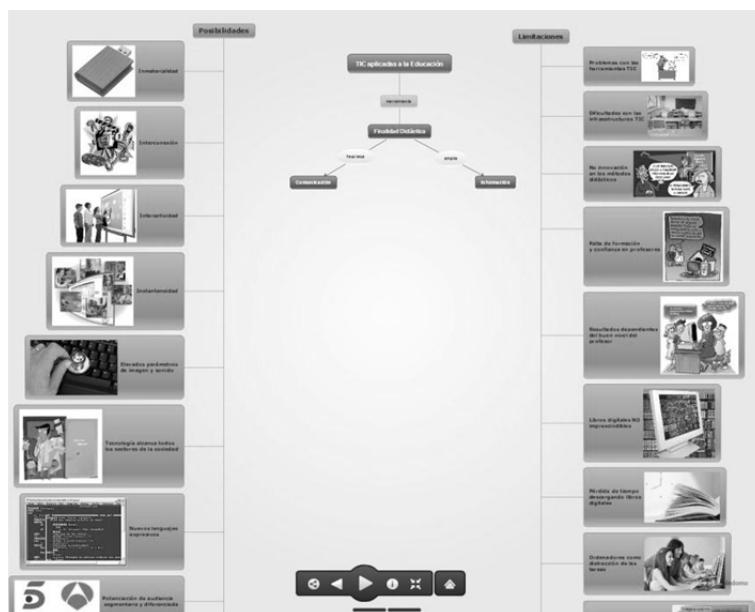 Posibilidades
Inmaterialidad
Interconexión
Interactividad
Instantaneidad
Elevados parámetros
de imagen y sonido
Tecnología alcanza todos
los sectores de la sociedad
Nuevos lenguajes
expresivos
Potenciación de audiencia
segmentaria y diferenciada
TIC aplicadas a la Educación
Finalidad Didáctica
amplía
Comunicación
Información
Limitaciones
Problemas con las
herramientas TIC
Dificultades con las
infraestructuras TIC
No innovación
en los métodos
didácticos
Falta de formación
y confianza en profesores
Resultados dependientes
del buen nivel del
profesor
Libros digitales NO
imprescindibles
Pérdida de tiempo
descargando libros
digitales
Ordenadores como
distracción de las
tareas